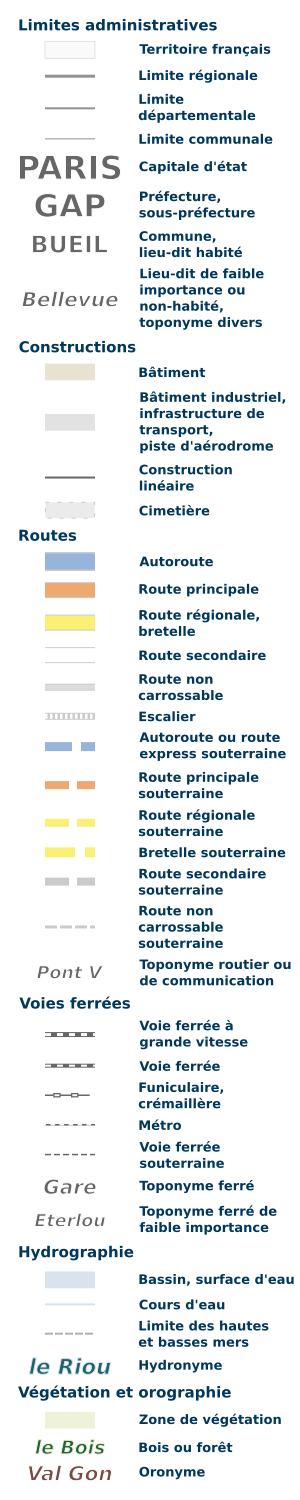 Limites administratives
Territoire français
Limite régionale
Limite
départementale
Limite communale
PARIS
Capitale d'état
GAP
Préfecture,
sous-préfecture
BUEIL
Commune,
lieu-dit habité
Bellevue
Lieu-dit de faible
importance ou
non-habité,
toponyme divers
Constructions
Bâtiment
Bâtiment industriel,
infrastructure de
transport,
piste d'aérodrome
Construction
linéaire
Cimetière
Routes
Autoroute
Route principale
Route régionale,
bretelle
Route secondaire
Route non
carrossable
Escalier
Autoroute ou route
express souterraine
Route principale
souterraine
Route régionale
souterraine
Bretelle souterraine
Route secondaire
souterraine
Route non
carrossable
souterraine
Pont V
Toponyme routier ou
de communication
Voies ferrées
Voie ferrée à
grande vitesse
Voie ferrée
Funiculaire,
crémaillère
Métro
Voie ferrée
souterraine
Gare
Toponyme ferré
Eterlou
Toponyme ferré de
faible importance
Hydrographie
Bassin, surface d'eau
Cours d'eau
Limite des hautes
et basses mers
le Riou
Hydronyme
Végétation et orographie
Zone de végétation
le Bois
Bois ou forêt
Val Gon
Oronyme